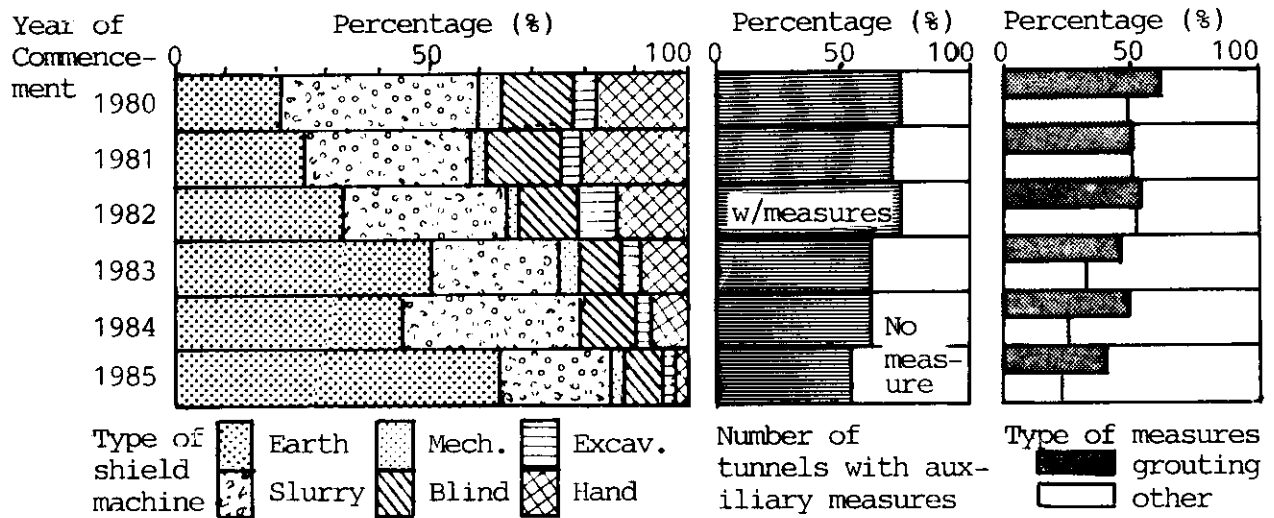 Year of
Commence-
ment
Percentage (%)
0 50 100
Percentage (%)
0 50 100
Percentage (%)
0 50 100
1980
1981
1982
1983
1984
1985
w/measures
No
meas-
ure
Type of
shield
machine
Earth
Mech.
Excav.
Slurry
Blind
Hand
Number of
tunnels with aux-
iliary measures
Type of measures
grouting
other